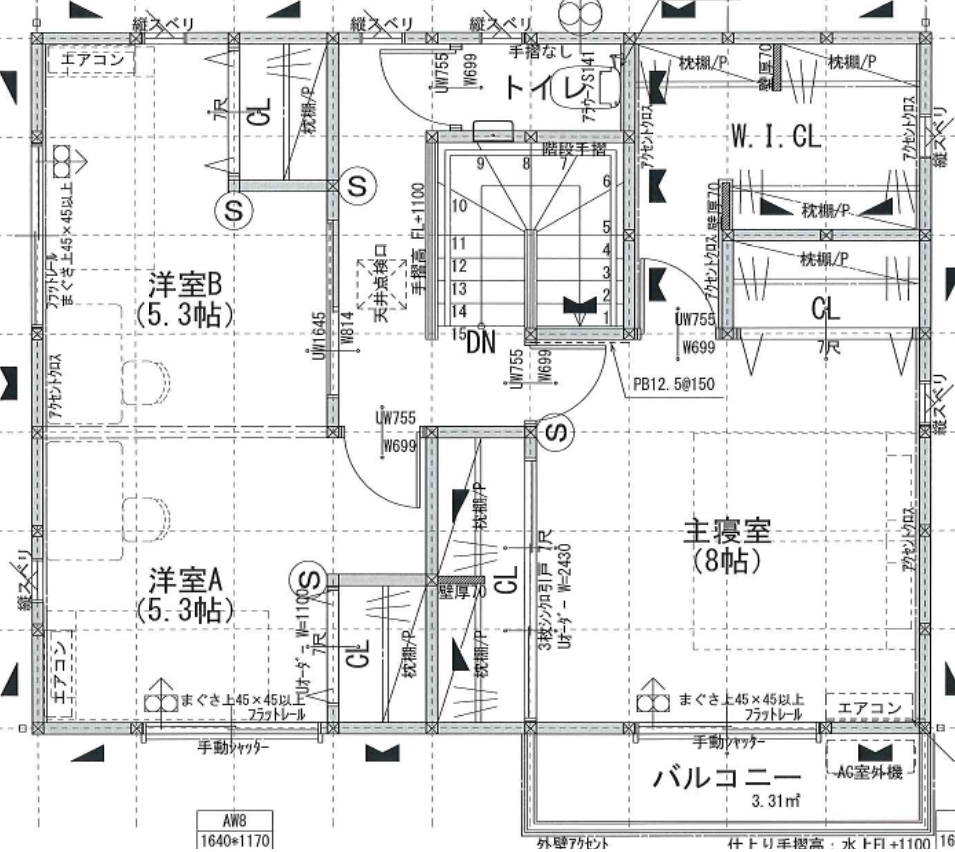 縦スベリ
縦スベリ
縦スベリ
エアコン
7尺
CL
枕棚/P
UW755
W699
手摺なし
トイレ
アラウーノS141
枕棚/P
壁厚70
枕棚/P
アクセントクロス
W.I.CL
アクセントクロス
縦スベリ
S
S
階段手摺
9
8
7
6
10
5
11
4
12
3
13
2
14
1
15
DN
手摺高 FL+1100
天井点検口
まぐさ上45×45以上
フラットレール
洋室B
(5.3帖)
UW1645
W814
アクセントクロス
壁厚70
アクセントクロス
枕棚/P
枕棚/P
CL
7尺
UW755
W699
UW755
W699
PB12.5@150
縦スベリ
UW755
W699
S
枕棚/P
CL
7尺
3枚シンクロ引戸
Uオーダー W=2430
主寝室
(8帖)
アクセントクロス
縦スベリ
洋室A
(5.3帖)
S
Uオーダー W=1100
7尺
CL
枕棚/P
壁厚70
枕棚/P
エアコン
まぐさ上45×45以上
フラットレール
手動シャッター
まぐさ上45×45以上
フラットレール
手動シャッター
エアコン
バルコニー
3.31㎡
AC室外機
AW8
1640*1170
外壁アクセント
仕上り手摺高:水上FL+1100
16